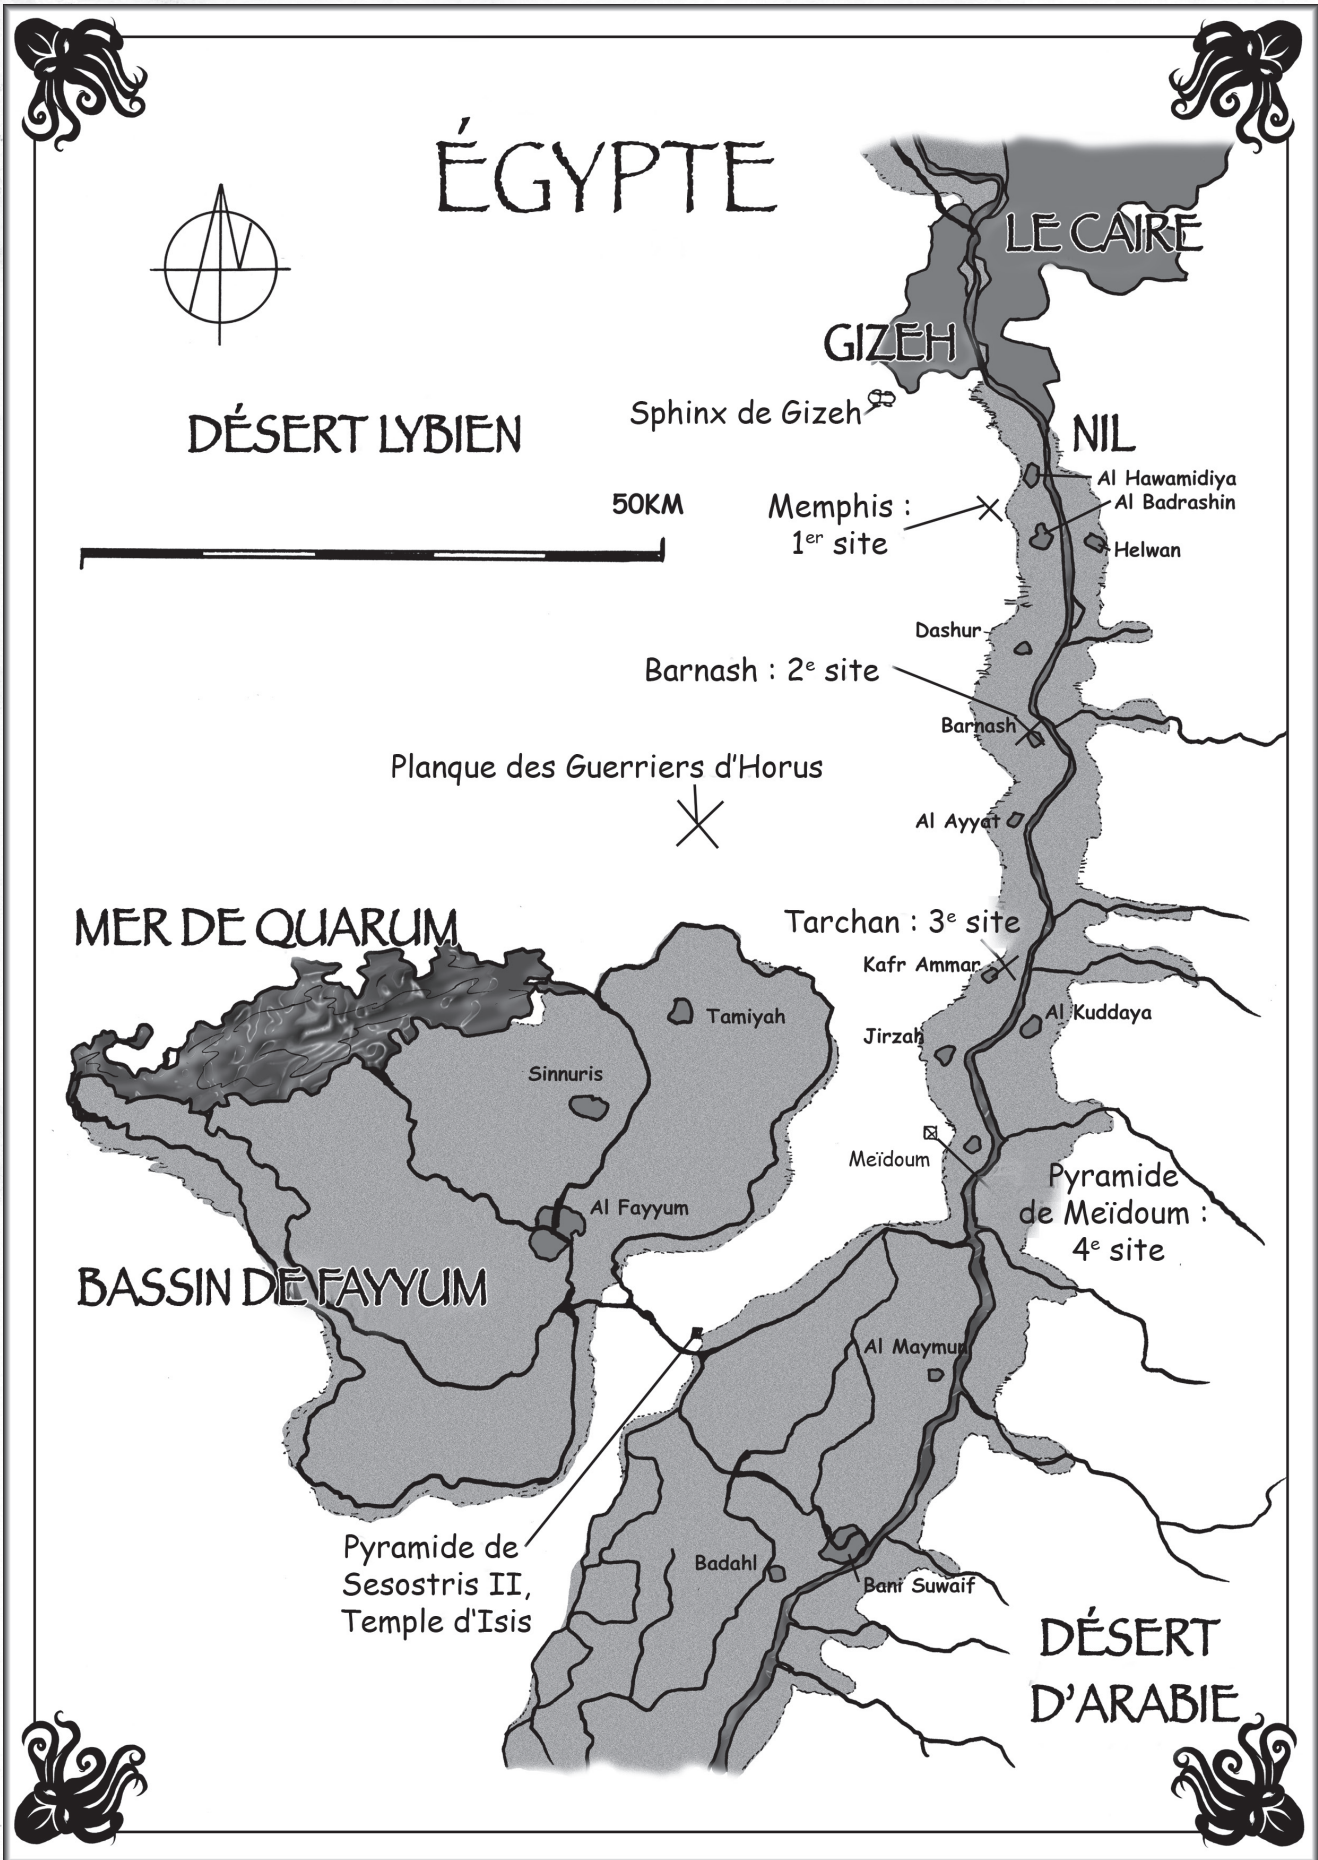 ÉGYPTE
N
LE CAIRE
GIZEH
Sphinx de Gizeh
DÉSERT LYBIEN
NIL
Al Hawamidiya
50KM
Memphis :
1er site
Al Badrashin
Helwan
Dashur
Barnash : 2e site
Barnash
Planque des Guerriers d'Horus
Al Ayyat
MER DE QUARUM
Tarchan : 3e site
Kafr Ammar
Tamiyah
Al Kuddaya
Jirzah
Sinnuris
Meïdoum
Pyramide
de Meïdoum :
4e site
Al Fayyum
BASSIN DE FAYYUM
Al Maymun
Pyramide de
Sesostris II,
Temple d'Isis
Badahl
Bani Suwaif
DÉSERT
D'ARABIE